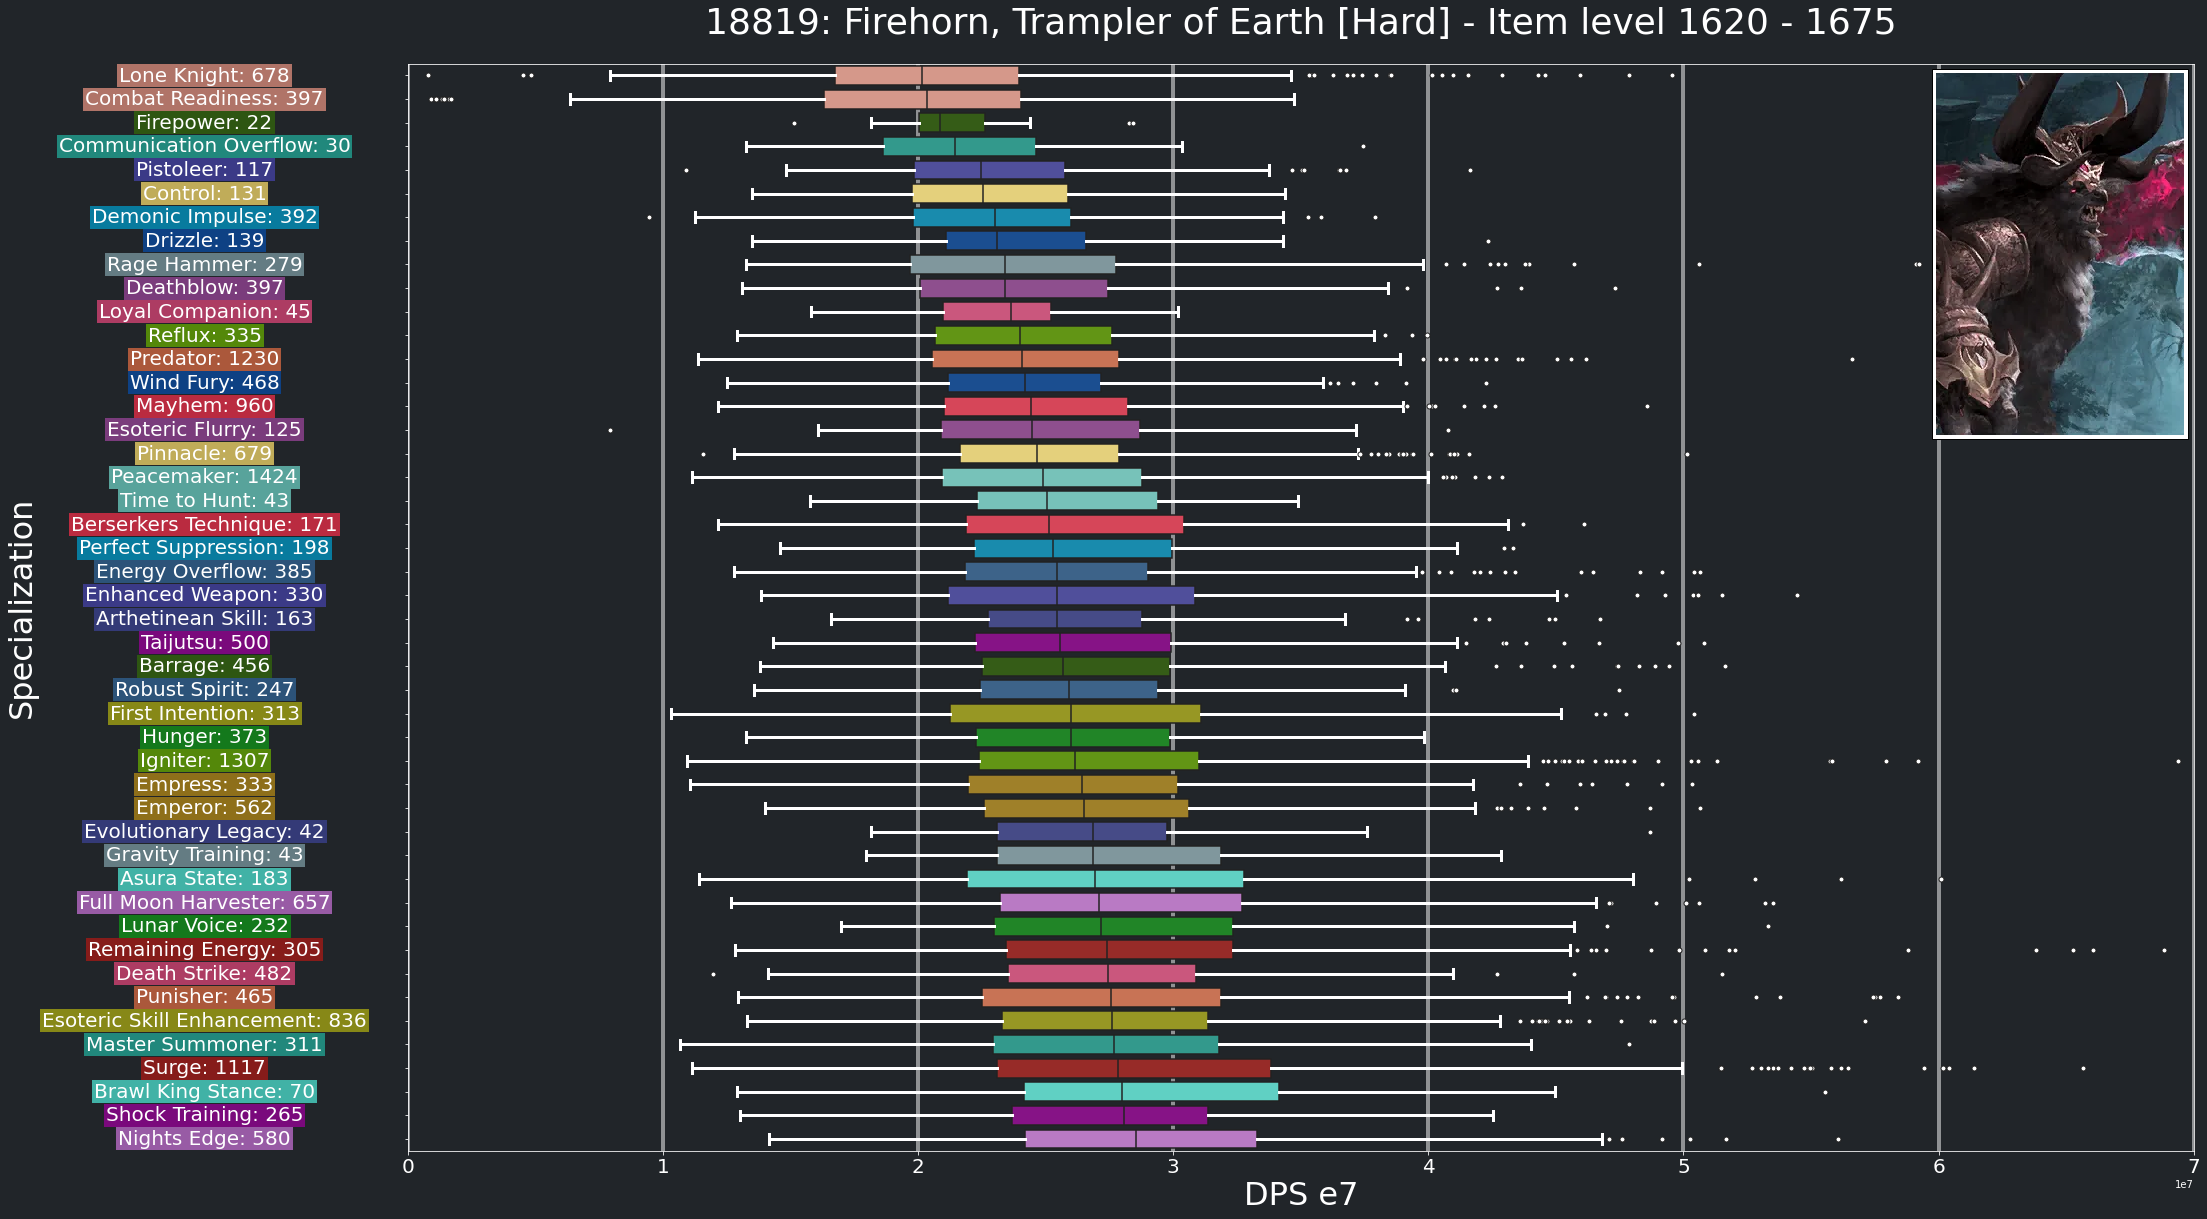 18819: Firehorn, Trampler of Earth [Hard] - Item level 1620 - 1675
Specialization
Lone Knight: 678
Combat Readiness: 397
Firepower: 22
Communication Overflow: 30
Pistoleer: 117
Control: 131
Demonic Impulse: 392
Drizzle: 139
Rage Hammer: 279
Deathblow: 397
Loyal Companion: 45
Reflux: 335
Predator: 1230
Wind Fury: 468
Mayhem: 960
Esoteric Flurry: 125
Pinnacle: 679
Peacemaker: 1424
Time to Hunt: 43
Berserkers Technique: 171
Perfect Suppression: 198
Energy Overflow: 385
Enhanced Weapon: 330
Arthetinean Skill: 163
Taijutsu: 500
Barrage: 456
Robust Spirit: 247
First Intention: 313
Hunger: 373
Igniter: 1307
Empress: 333
Emperor: 562
Evolutionary Legacy: 42
Gravity Training: 43
Asura State: 183
Full Moon Harvester: 657
Lunar Voice: 232
Remaining Energy: 305
Death Strike: 482
Punisher: 465
Esoteric Skill Enhancement: 836
Master Summoner: 311
Surge: 1117
Brawl King Stance: 70
Shock Training: 265
Nights Edge: 580
0 1 2 3 4 5 6 7
1e7
DPS e7